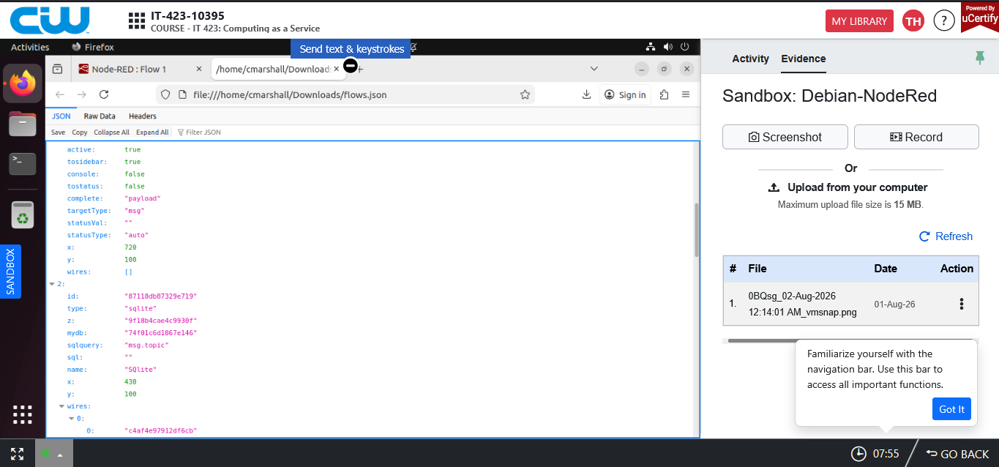 CIW
IT-423-10395
COURSE - IT 423: Computing as a Service
MY LIBRARY
TH
?
Powered By
uCertify
Activities
Firefox
Send text & keystrokes
Node-RED : Flow 1
/home/cmarshall/Downloads
file:///home/cmarshall/Downloads/flows.json
Sign in
JSON
Raw Data
Headers
Save
Copy
Collapse All
Expand All
Filter JSON
active: true
tosidebar: true
console: false
tostatus: false
complete: "payload"
targetType: "msg"
statusVal: ""
statusType: "auto"
x: 720
y: 100
wires: []
2:
id: "87118db87329e719"
type: "sqlite"
z: "9f18b4cae4c9930f"
mydb: "74f01c6d1867e146"
sqlquery: "msg.topic"
sql: ""
name: "SQlite"
x: 430
y: 100
wires:
0:
0: "c4af4e97912df6cb"
SANDBOX
Activity
Evidence
Sandbox: Debian-NodeRed
Screenshot
Record
Or
Upload from your computer
Maximum upload file size is 15 MB.
Refresh
# File Date Action
1. 0BQsg_02-Aug-2026
12:14:01 AM_vmsnap.png
01-Aug-26
Familiarize yourself with the
navigation bar. Use this bar to
access all important functions.
Got It
07:55
GO BACK